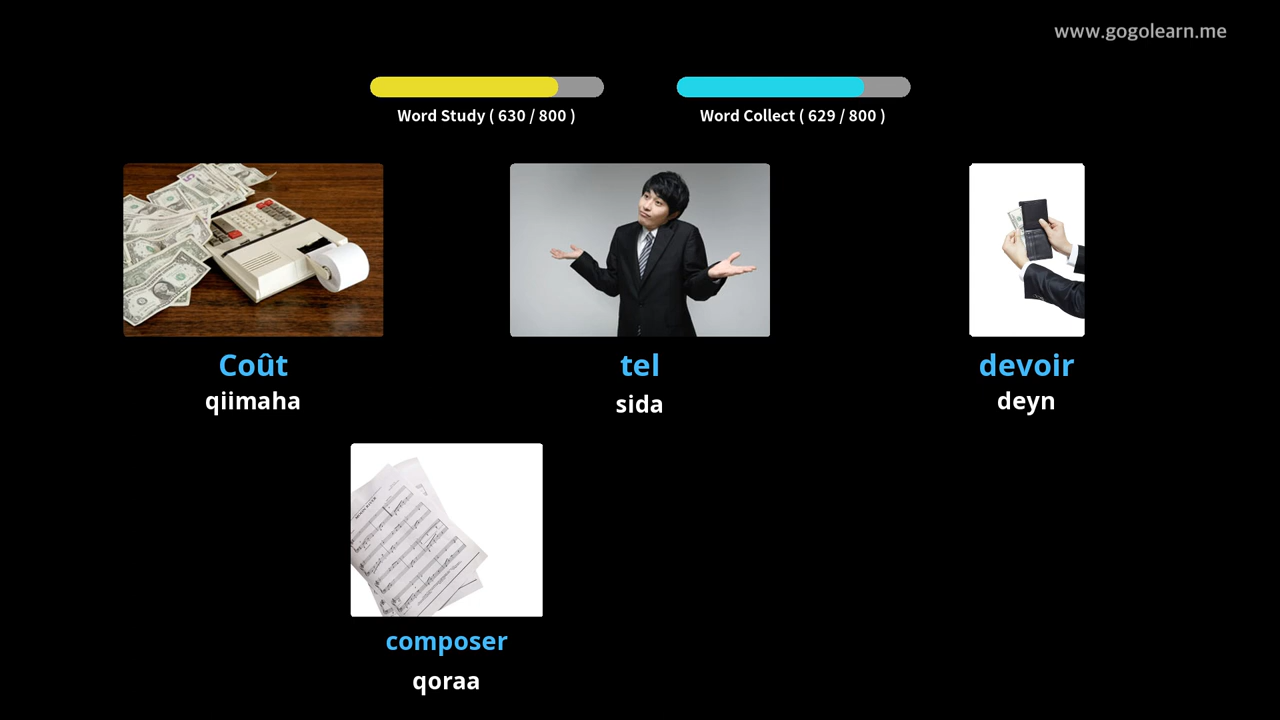 www.gogolearn.me
Word Study ( 630 / 800 )
Word Collect ( 629 / 800 )
Coût
qiimaha
tel
sida
devoir
deyn
composer
qoraa